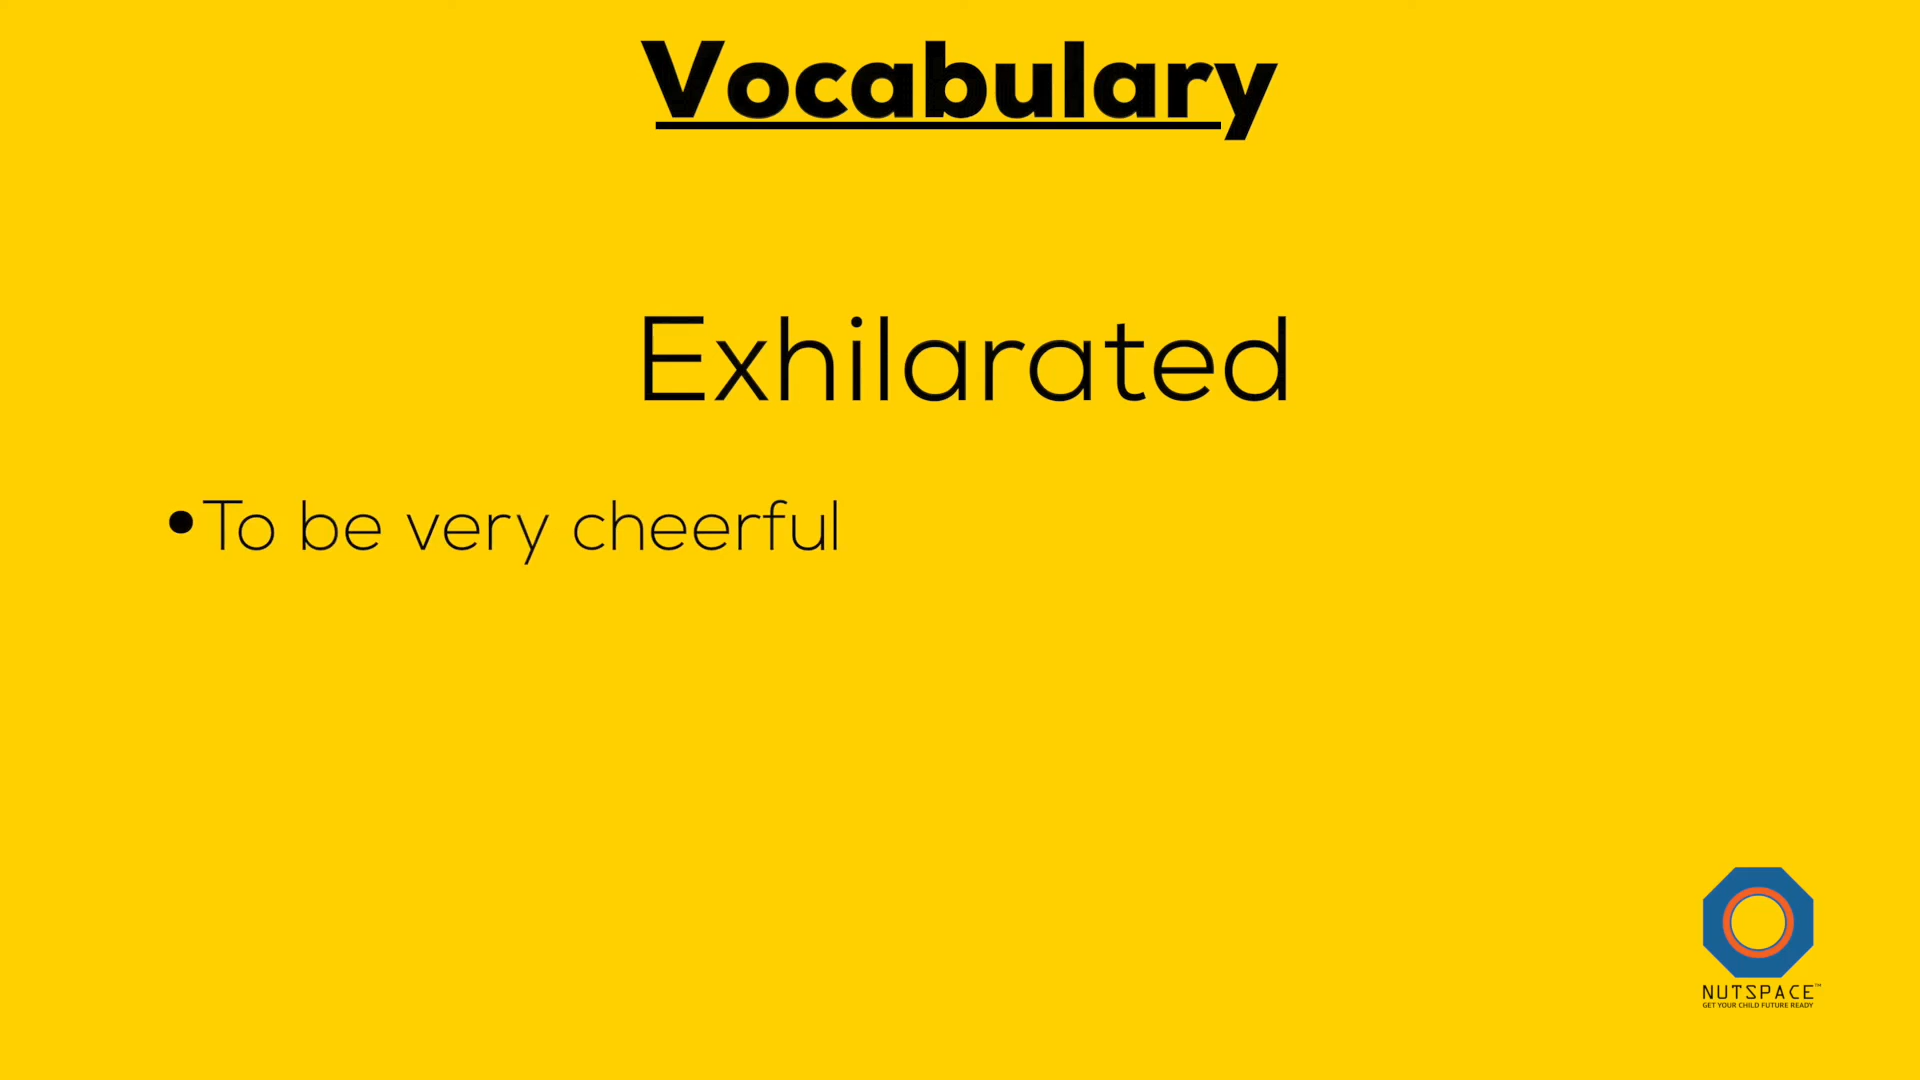 Vocabulary
Exhilarated
•To be very cheerful
NUTSPACE™
GET YOUR CHILD FUTURE READY